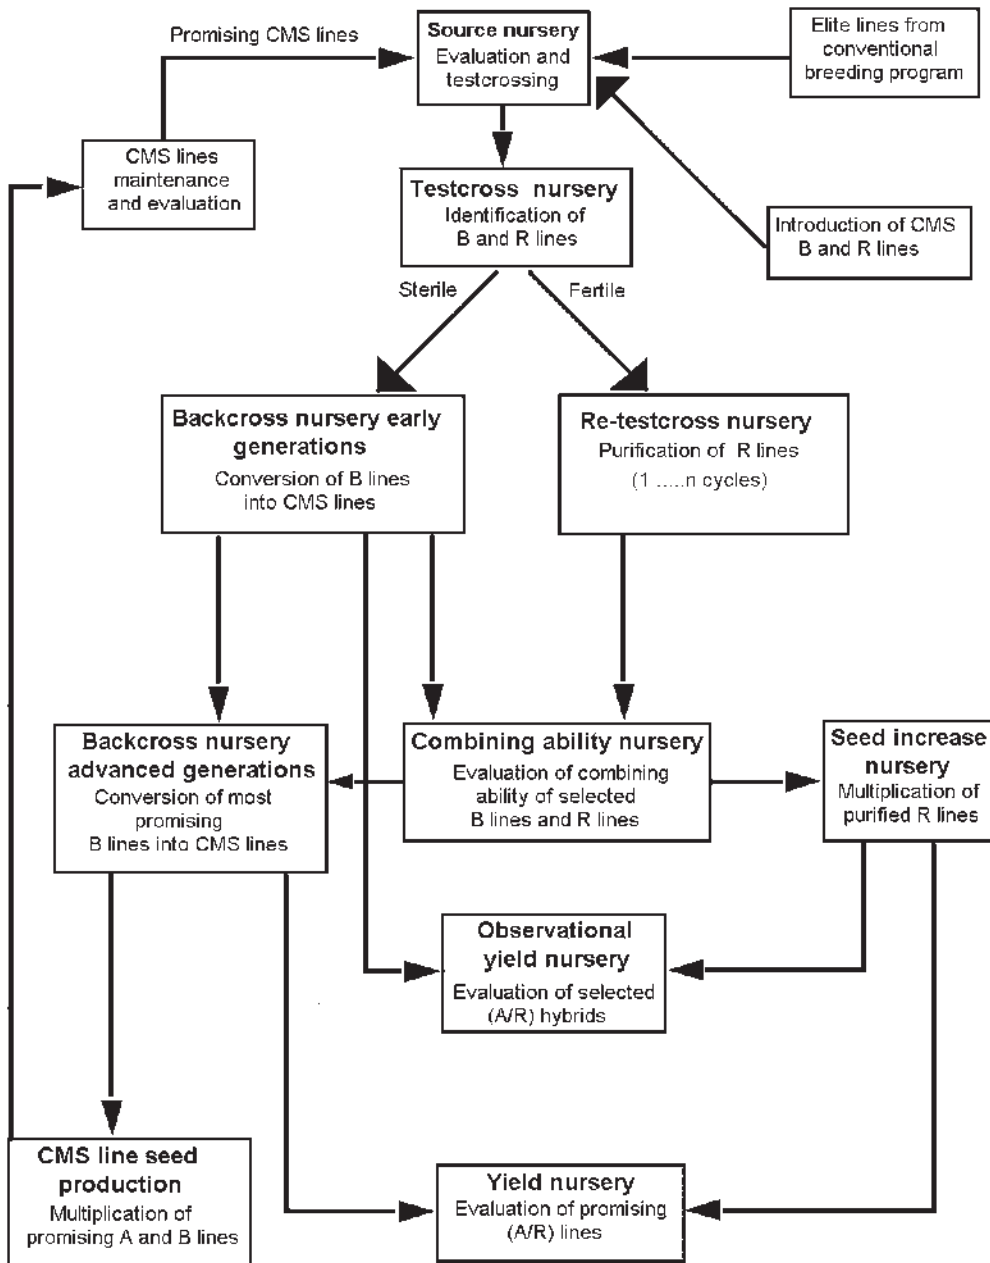 Promising CMS lines
Source nursery
Evaluation and
testcrossing
Elite lines from
conventional
breeding program
CMS lines
maintenance
and evaluation
Testcross nursery
Identification of
B and R lines
Introduction of CMS
B and R lines
Sterile
Fertile
Backcross nursery early
generations
Conversion of B lines
into CMS lines
Re-testcross nursery
Purification of R lines
(1 .....n cycles)
Backcross nursery
advanced generations
Conversion of most
promising
B lines into CMS lines
Combining ability nursery
Evaluation of combining
ability of selected
B lines and R lines
Seed increase
nursery
Multiplication of
purified R lines
Observational
yield nursery
Evaluation of selected
(A/R) hybrids
CMS line seed
production
Multiplication of
promising A and B lines
Yield nursery
Evaluation of promising
(A/R) lines